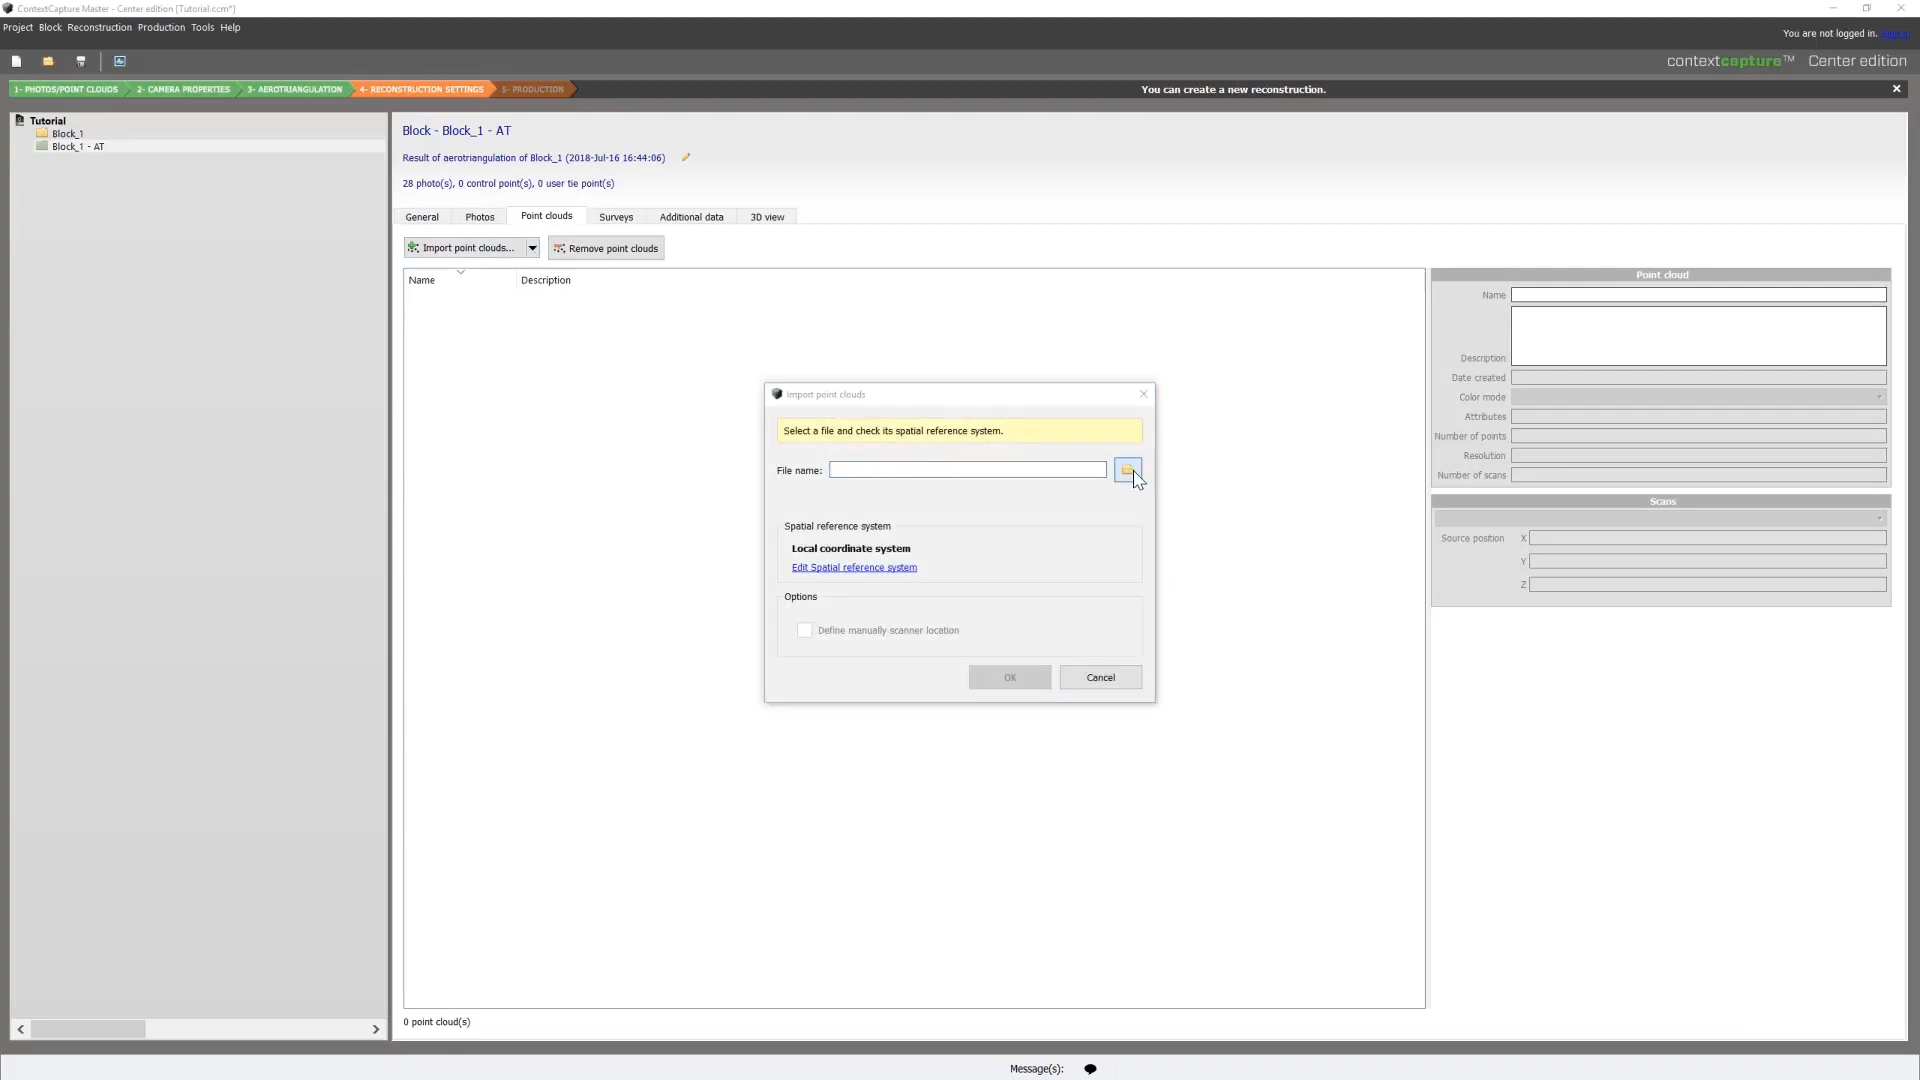 ContextCapture Master - Center edition [Tutorial.ccm*]
Project Block Reconstruction Production Tools Help
You are not logged in.
contextcapture™ Center edition
1- PHOTOS/POINT CLOUDS 2- CAMERA PROPERTIES 3- AEROTRIANGULATION 4- RECONSTRUCTION SETTINGS 5- PRODUCTION
You can create a new reconstruction.
Tutorial
Block_1
Block_1 - AT
Block - Block_1 - AT
Result of aerotriangulation of Block_1 (2018-Jul-16 16:44:06)
28 photo(s), 0 control point(s), 0 user tie point(s)
General Photos Point clouds Surveys Additional data 3D view
Import point clouds... Remove point clouds
Name Description
Import point clouds
Select a file and check its spatial reference system.
File name:
Spatial reference system
Local coordinate system
Edit Spatial reference system
Options
Define manually scanner location
OK Cancel
0 point cloud(s)
Point cloud
Name
Description
Date created
Color mode
Attributes
Number of points
Resolution
Number of scans
Scans
Source position X
Y
Z
Message(s):